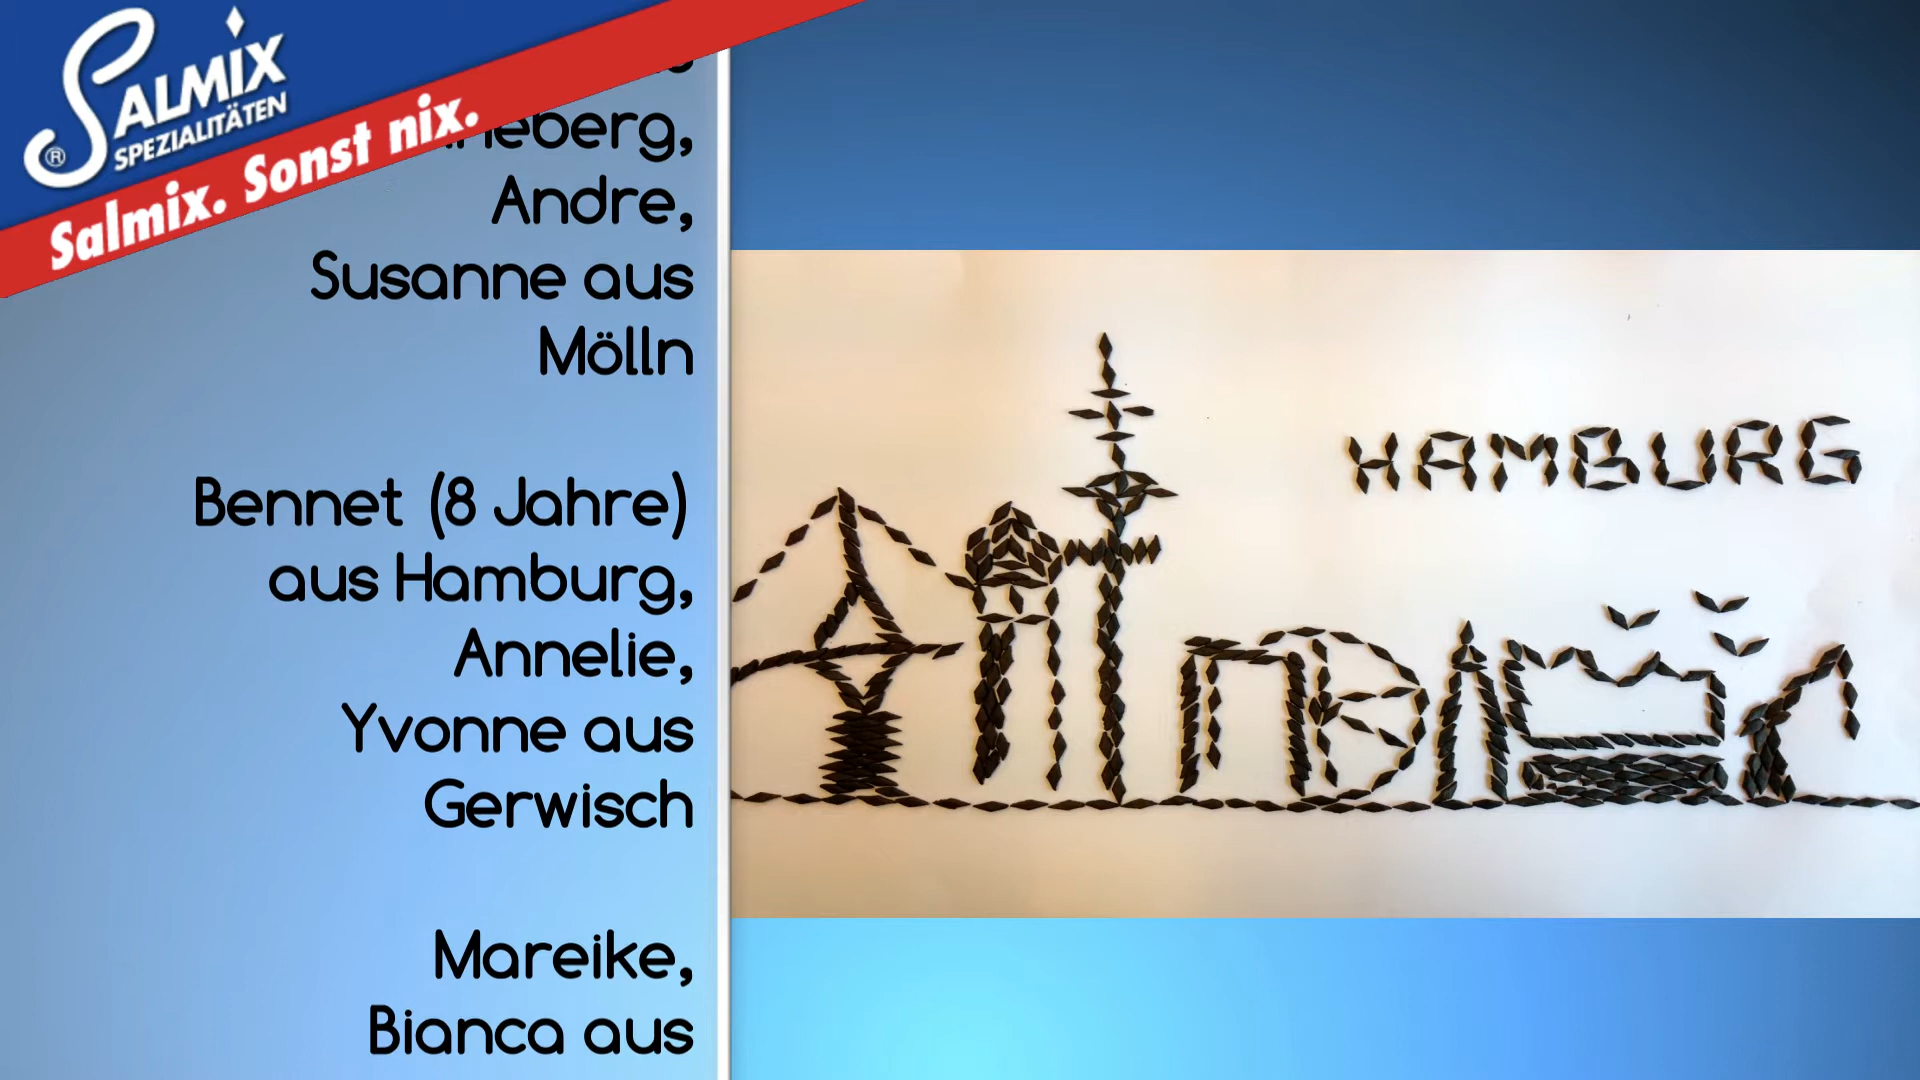 SALMIX
SPEZIALITÄTEN
®
Salmix. Sonst nix.
Andre,
Susanne aus
Mölln
Bennet (8 Jahre)
aus Hamburg,
Annelie,
Yvonne aus
Gerwisch
Mareike,
Bianca aus
HAMBURG